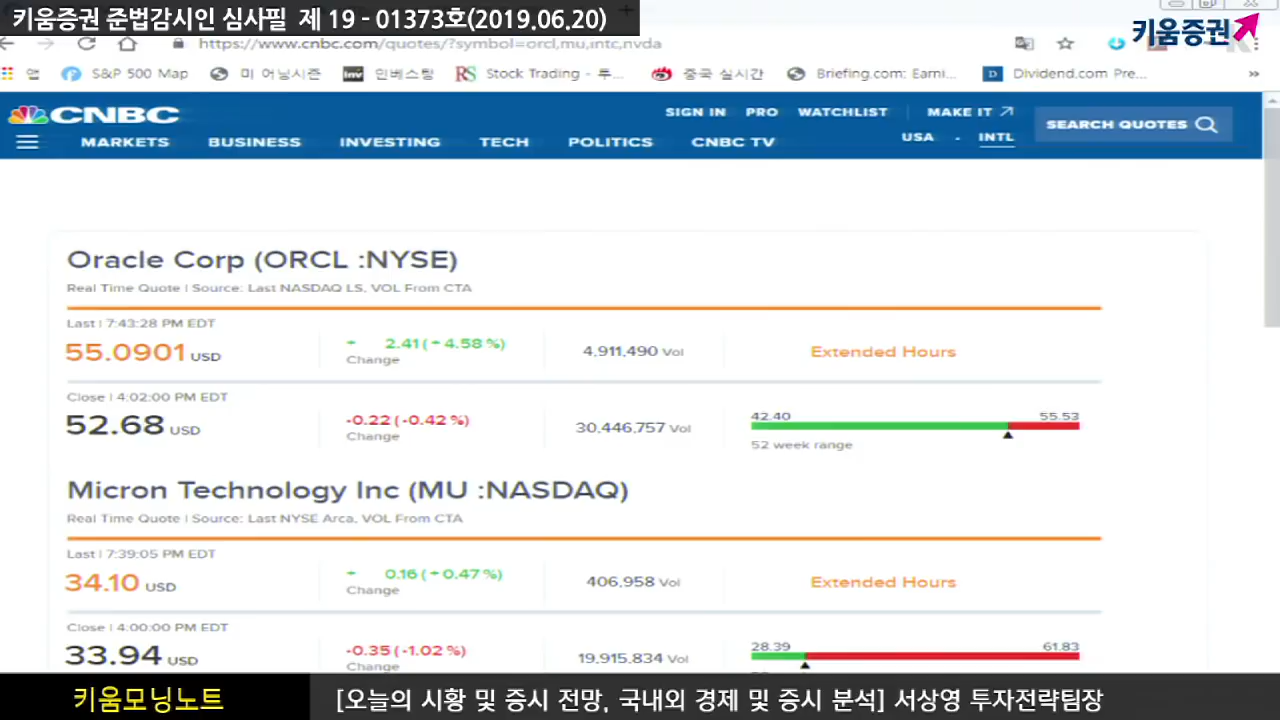 키움증권 준법감시인 심사필 제 19 - 01373호(2019.06.20)
키움증권
https://www.cnbc.com/quotes/?symbol=orcl,mu,intc,nvda
앱 S&P 500 Map 미 어닝시즌 Inv 인베스팅 RS Stock Trading - 투... 중국 실시간 Briefing.com: Earni... D Dividend.com Pre... »
CNBC SIGN IN PRO WATCHLIST MAKE IT SEARCH QUOTES
MARKETS BUSINESS INVESTING TECH POLITICS CNBC TV USA - INTL
Oracle Corp (ORCL :NYSE)
Real Time Quote | Source: Last NASDAQ LS, VOL From CTA
Last | 7:43:28 PM EDT
55.0901 USD
+ 2.41 ( + 4.58 %)
Change
4,911,490 Vol
Extended Hours
Close | 4:02:00 PM EDT
52.68 USD
-0.22 ( -0.42 %)
Change
30,446,757 Vol
42.40 55.53
52 week range
Micron Technology Inc (MU :NASDAQ)
Real Time Quote | Source: Last NYSE Arca, VOL From CTA
Last | 7:39:05 PM EDT
34.10 USD
+ 0.16 ( + 0.47 %)
Change
406,958 Vol
Extended Hours
Close | 4:00:00 PM EDT
33.94 USD
-0.35 ( -1.02 %)
Change
19,915,834 Vol
28.39 61.83
키움모닝노트
[오늘의 시황 및 증시 전망, 국내외 경제 및 증시 분석] 서상영 투자전략팀장